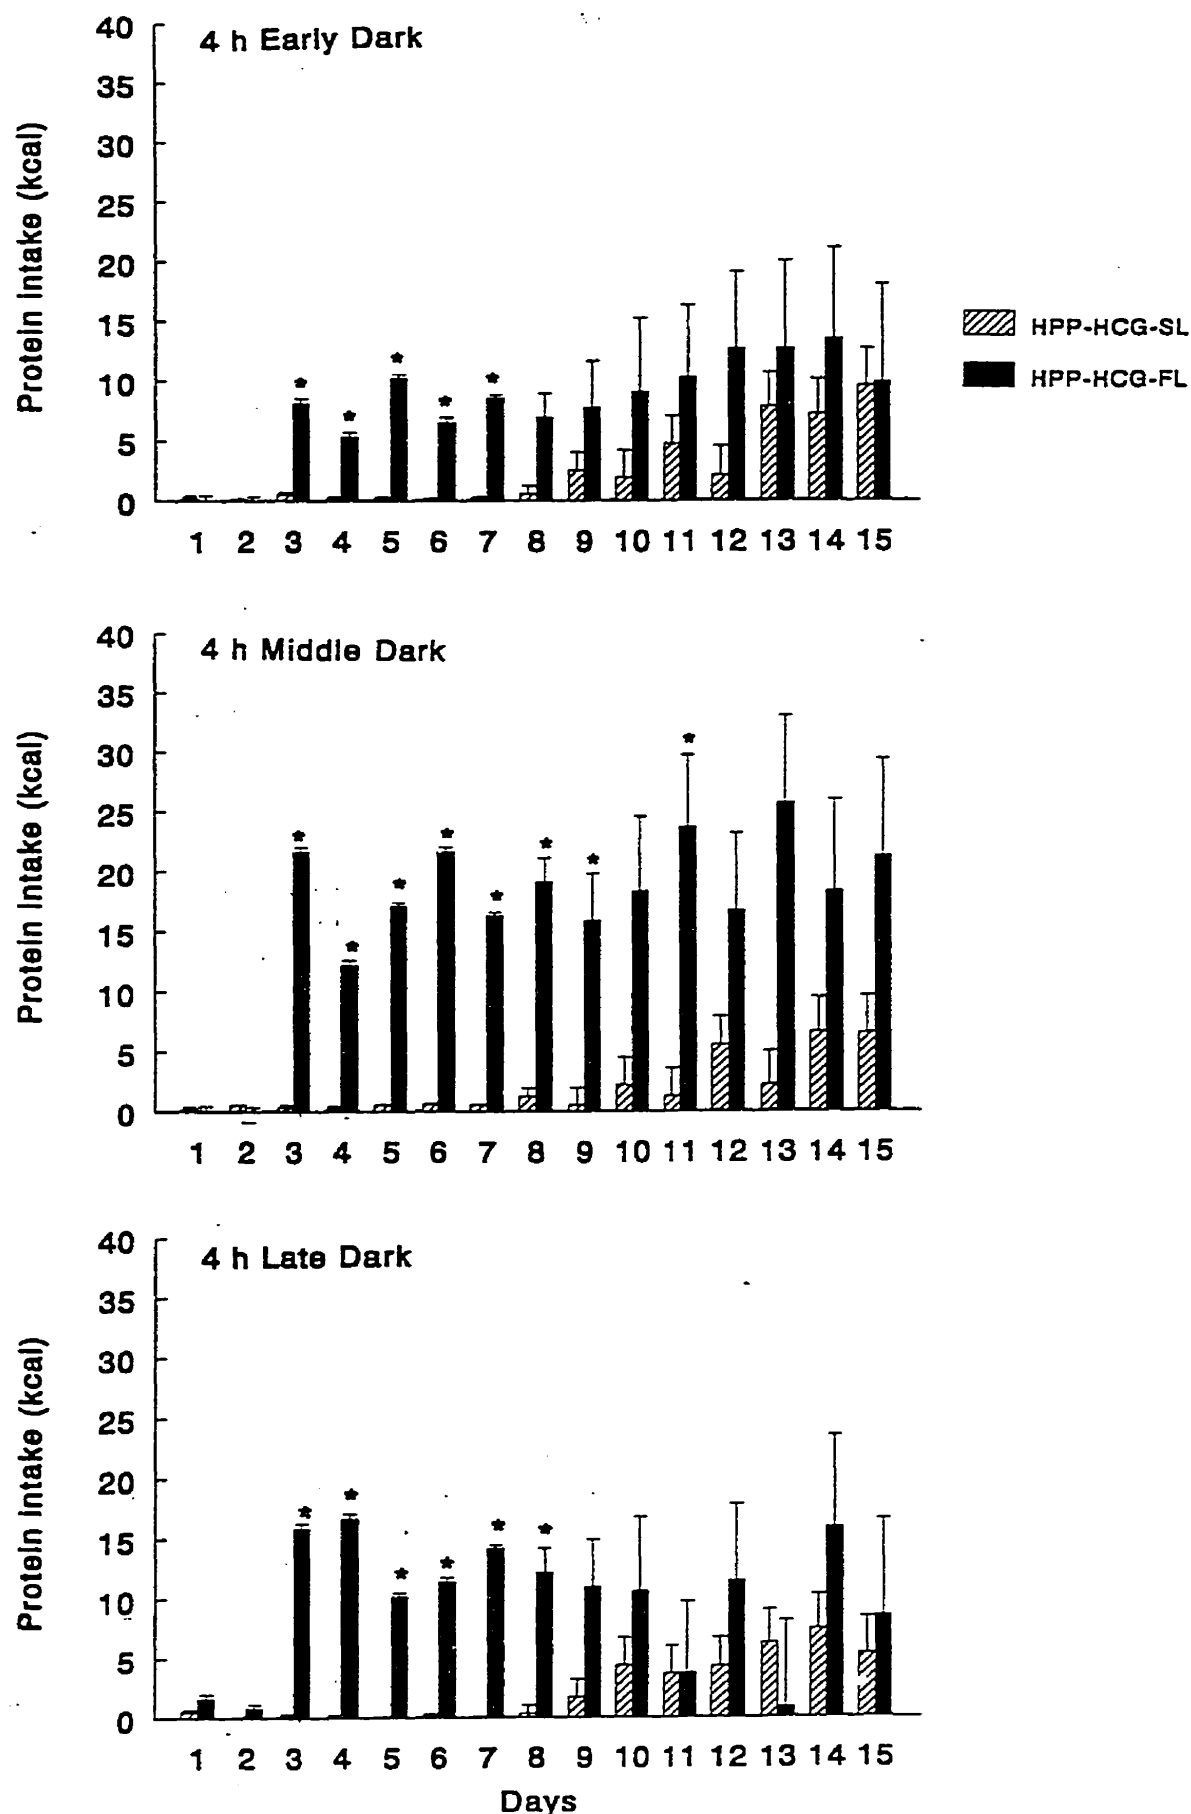 4 h Early Dark
Protein Intake (kcal)
40
35
30
25
20
15
10
5
0
* * * * *
1 2 3 4 5 6 7 8 9 10 11 12 13 14 15
HPP-HCG-SL
HPP-HCG-FL
4 h Middle Dark
Protein Intake (kcal)
40
35
30
25
20
15
10
5
0
* * * * * * * *
1 2 3 4 5 6 7 8 9 10 11 12 13 14 15
4 h Late Dark
Protein Intake (kcal)
40
35
30
25
20
15
10
5
0
* * * * * *
1 2 3 4 5 6 7 8 9 10 11 12 13 14 15
Days